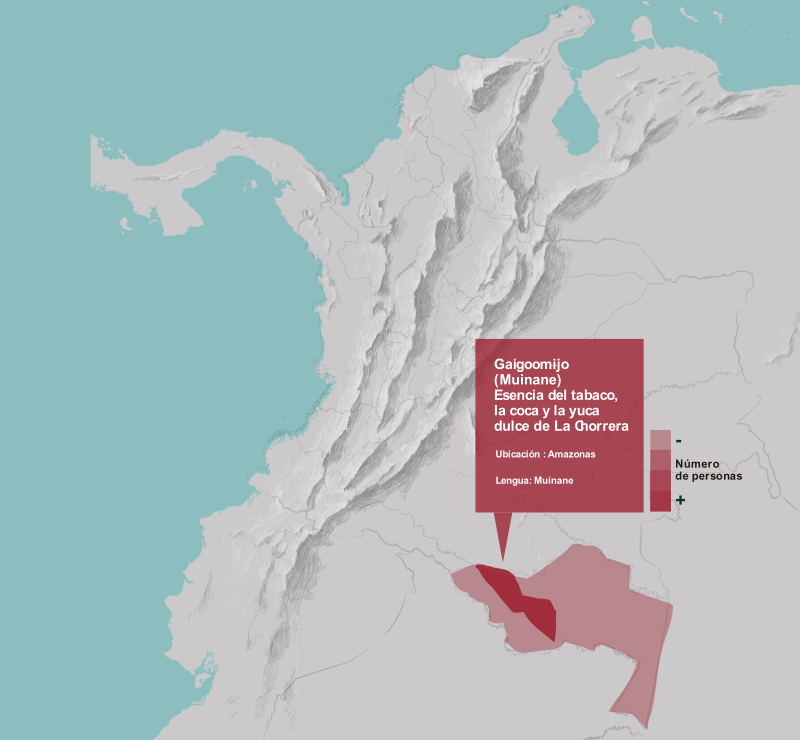 Gaigoomijo
(Muinane)
Esencia del tabaco,
la coca y la yuca
dulce de La Chorrera
Ubicación : Amazonas
Lengua: Muinane
-
Número
de personas
+